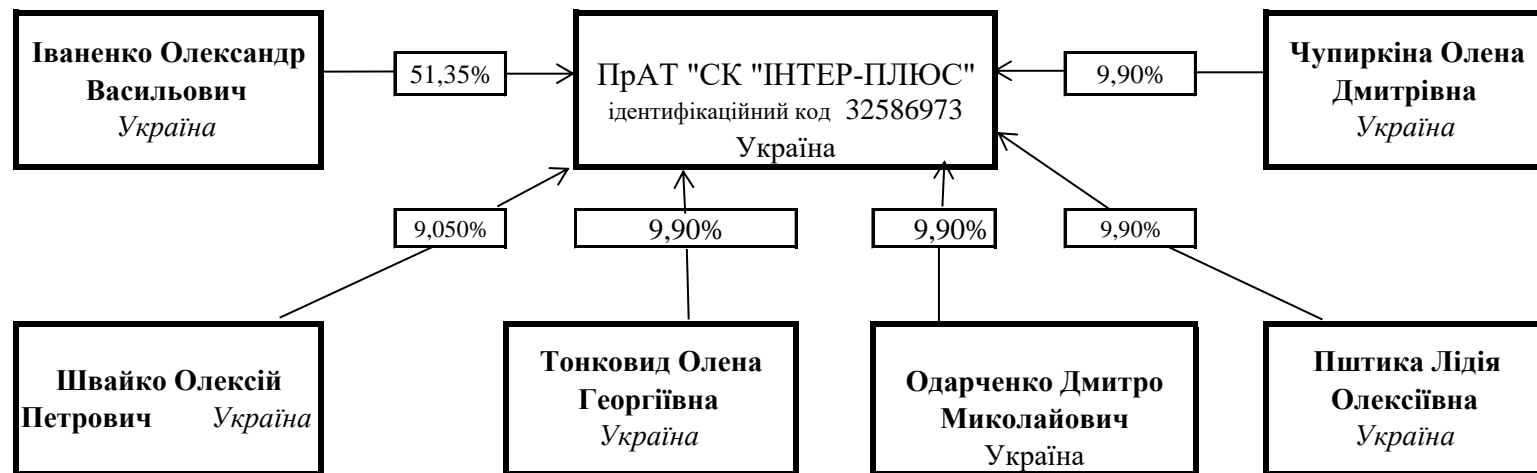 Іваненко Олександр
Васильович
Україна
51,35%
ПрАТ "СК "ІНТЕР-ПЛЮС"
ідентифікаційний код 32586973
Україна
9,90%
Чупиркіна Олена
Дмитрівна
Україна
9,050%
9,90%
9,90%
9,90%
Швайко Олексій
Петрович Україна
Тонковид Олена
Георгіївна
Україна
Одарченко Дмитро
Миколайович
Україна
Пштика Лідія
Олексіївна
Україна